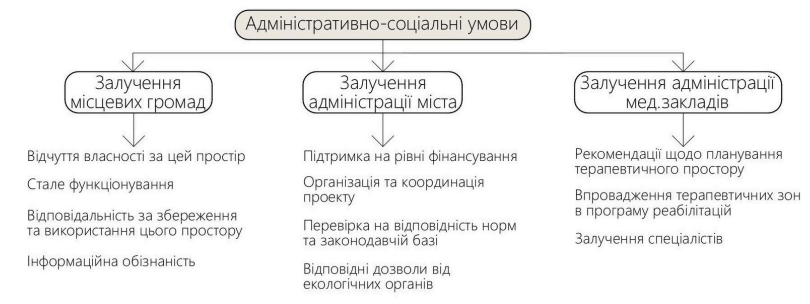 Адміністративно-соціальні умови
Залучення
місцевих громад
Відчуття власності за цей простір
Стале функціонування
Відповідальність за збереження
та використання цього простору
Інформаційна обізнаність
Залучення
адміністрації міста
Підтримка на рівні фінансування
Організація та координація
проекту
Перевірка на відповідність норм
та законодавчій базі
Відповідні дозволи від
екологічних органів
Залучення адміністрації
мед.закладів
Рекомендації щодо планування
терапевтичного простору
Впровадження терапевтичних зон
в програму реабілітацій
Залучення спеціалістів